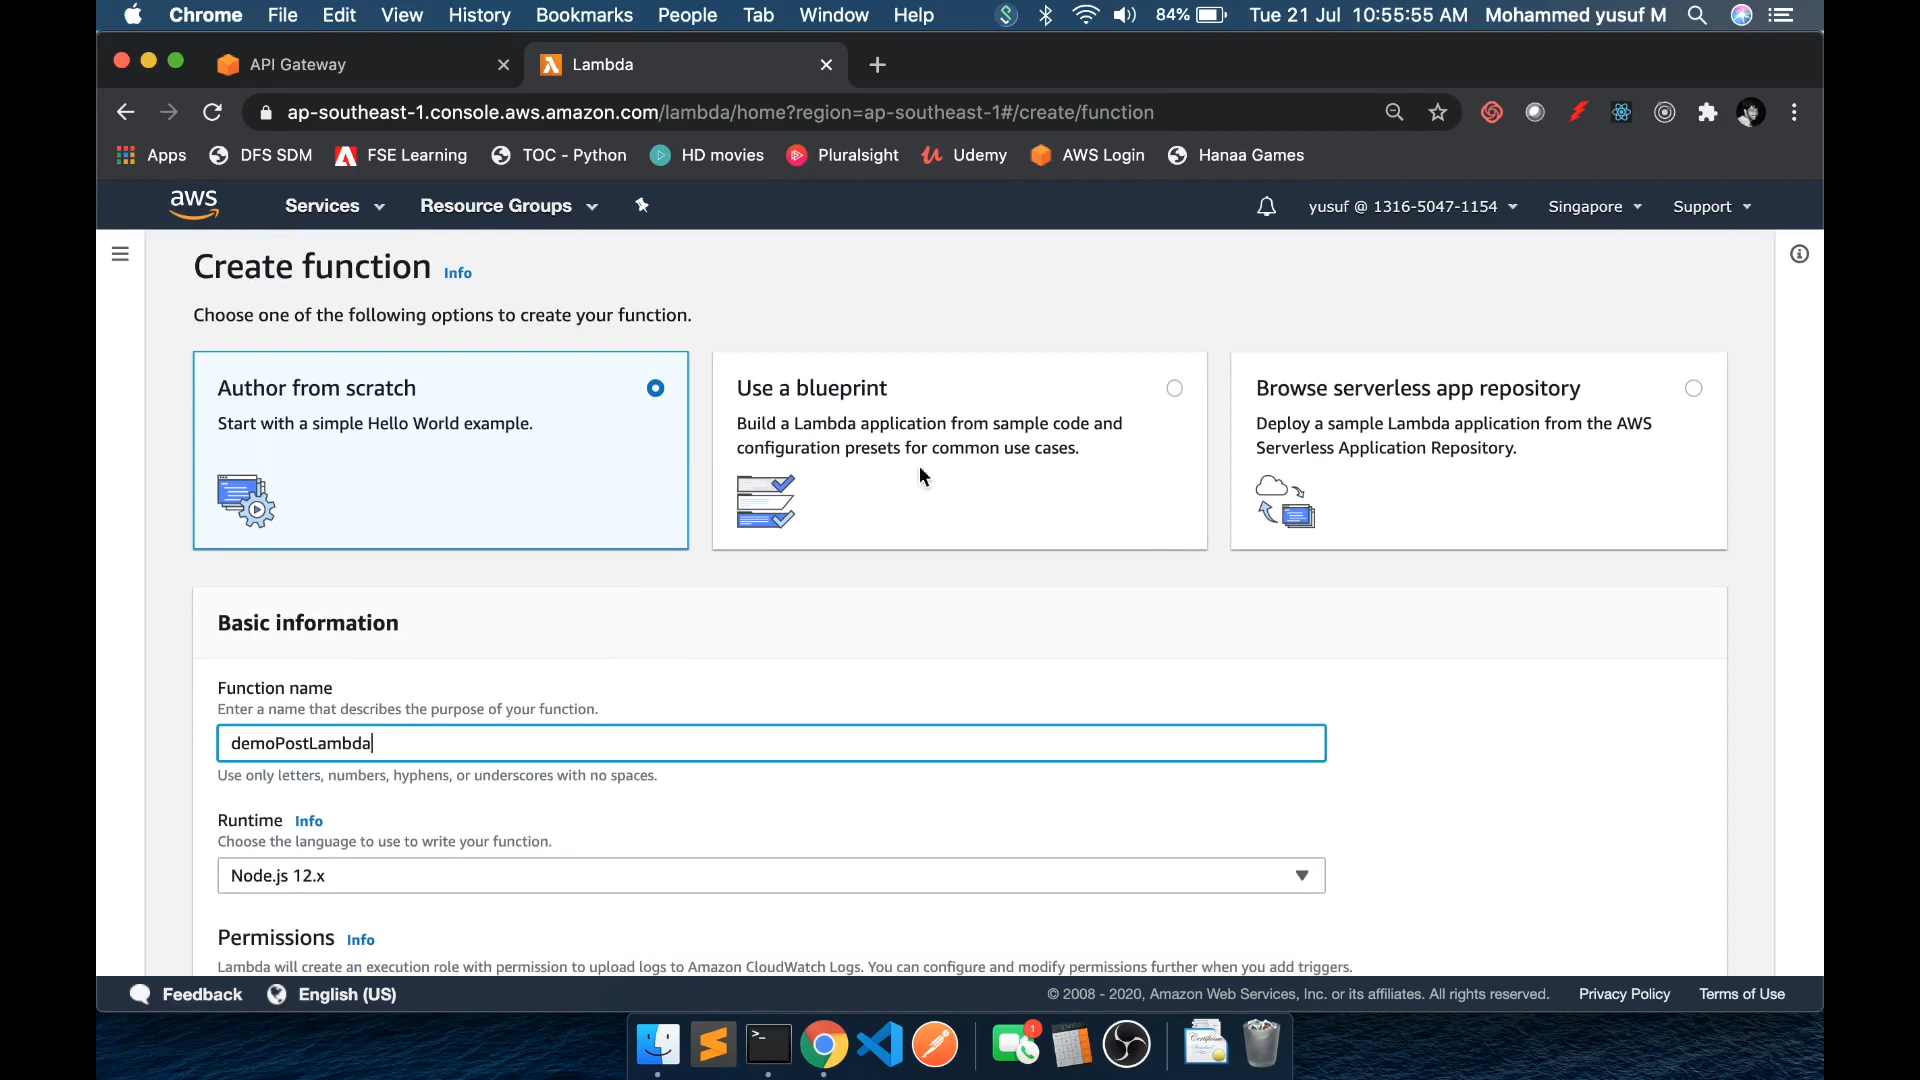 Chrome File Edit View History Bookmarks People Tab Window Help 84% Tue 21 Jul 10:55:55 AM Mohammed yusuf M
API Gateway Lambda
ap-southeast-1.console.aws.amazon.com/lambda/home?region=ap-southeast-1#/create/function
Apps DFS SDM FSE Learning TOC - Python HD movies Pluralsight Udemy AWS Login Hanaa Games
aws Services Resource Groups yusuf @ 1316-5047-1154 Singapore Support
Create function Info
Choose one of the following options to create your function.
Author from scratch
Start with a simple Hello World example.
Use a blueprint
Build a Lambda application from sample code and
configuration presets for common use cases.
Browse serverless app repository
Deploy a sample Lambda application from the AWS
Serverless Application Repository.
Basic information
Function name
Enter a name that describes the purpose of your function.
demoPostLambda
Use only letters, numbers, hyphens, or underscores with no spaces.
Runtime Info
Choose the language to use to write your function.
Node.js 12.x
Permissions Info
Lambda will create an execution role with permission to upload logs to Amazon CloudWatch Logs. You can configure and modify permissions further when you add triggers.
Feedback English (US) © 2008 - 2020, Amazon Web Services, Inc. or its affiliates. All rights reserved. Privacy Policy Terms of Use
1